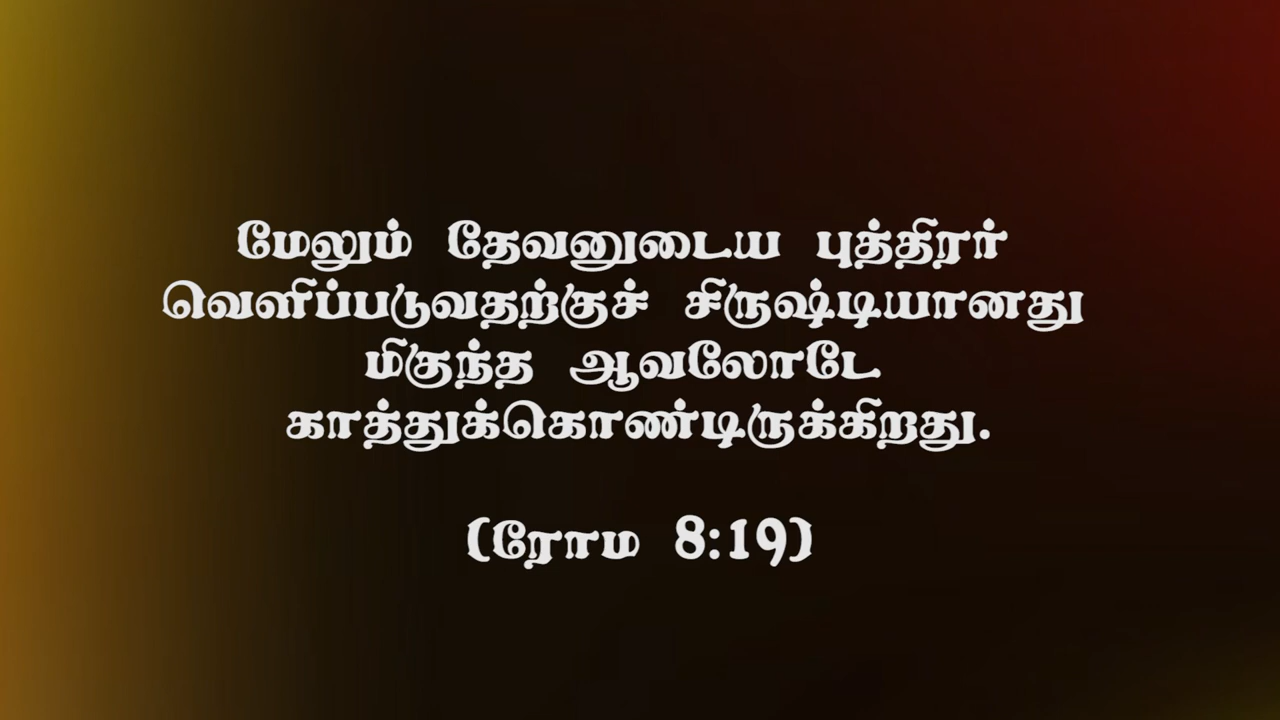 மேலும் தேவனுடைய புத்திரர்
வெளிப்படுவதற்குச் சிருஷ்டியானது
மிகுந்த ஆவலோடே
காத்துக்கொண்டிருக்கிறது.
(ரோம 8:19)